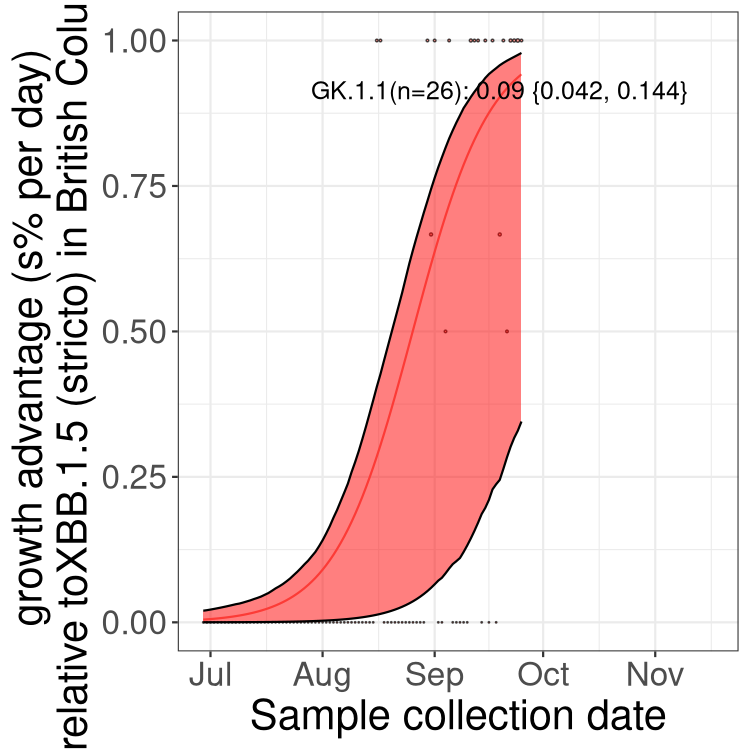 growth advantage (s% per day)
relative toXBB.1.5 (stricto) in British Colu
1.00
0.75
0.50
0.25
0.00
GK.1.1(n=26): 0.09 {0.042, 0.144}
Jul Aug Sep Oct Nov
Sample collection date